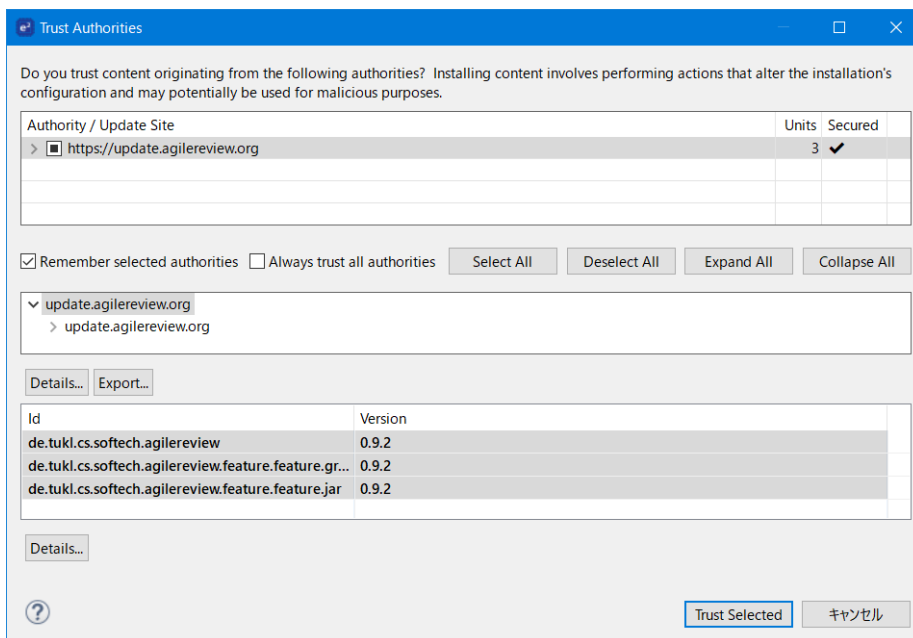 e² Trust Authorities
Do you trust content originating from the following authorities? Installing content involves performing actions that alter the installation's
configuration and may potentially be used for malicious purposes.
Authority / Update Site Units Secured
https://update.agilereview.org 3
Remember selected authorities Always trust all authorities Select All Deselect All Expand All Collapse All
update.agilereview.org
update.agilereview.org
Details... Export...
Id Version
de.tukl.cs.softech.agilereview 0.9.2
de.tukl.cs.softech.agilereview.feature.feature.gr... 0.9.2
de.tukl.cs.softech.agilereview.feature.feature.jar 0.9.2
Details...
? Trust Selected キャンセル